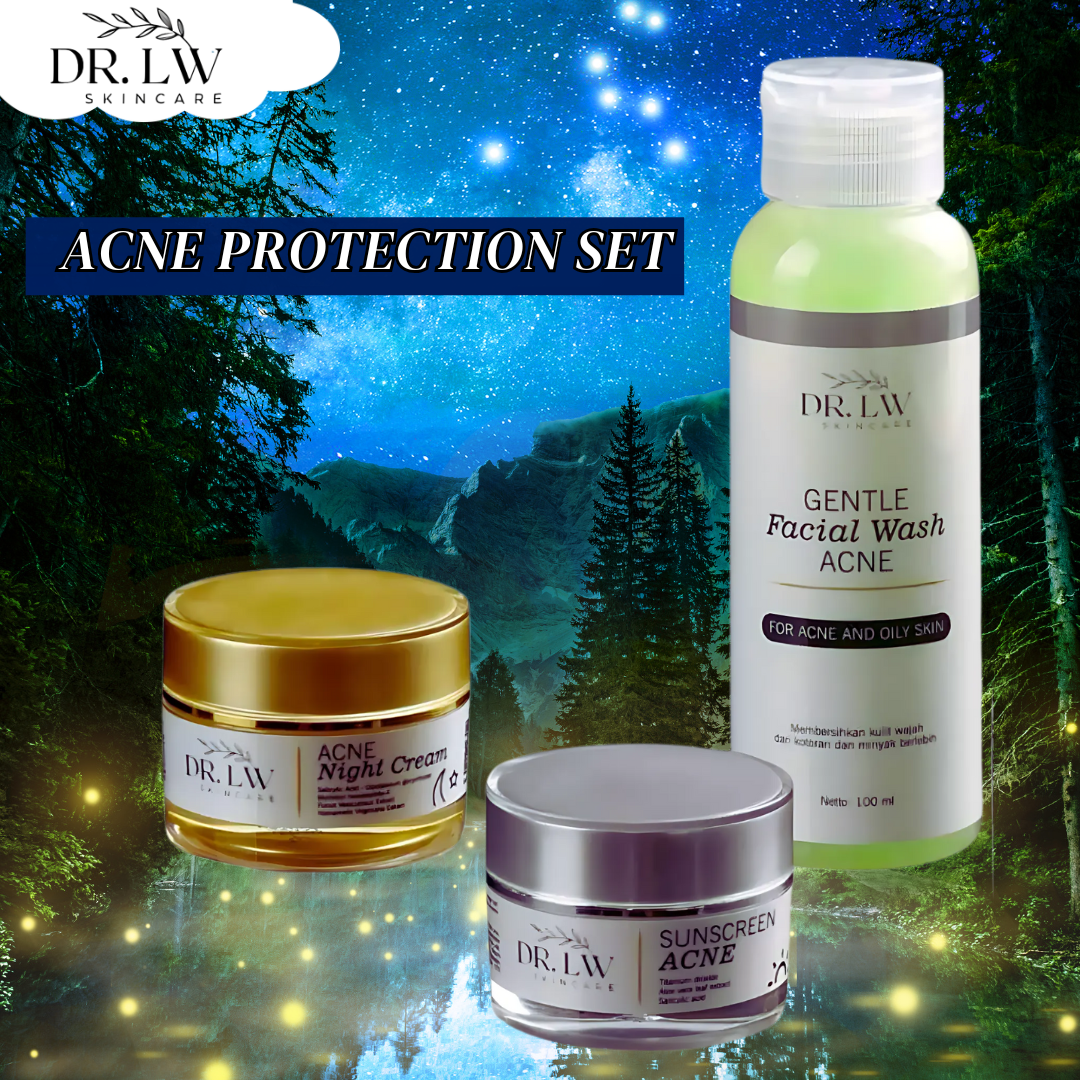 DR. LW
SKINCARE
ACNE PROTECTION SET
DR. LW
SKINCARE
GENTLE
Facial Wash
ACNE
FOR ACNE AND OILY SKIN
Membersihkan kulit wajah
dari kotoran dan minyak berlebih
Netto 100 ml
DR. LW
SKINCARE
ACNE
Night Cream
DR. LW
SKINCARE
SUNSCREEN
ACNE
Titanium dioxide
Aloe vera leaf extract
Salicylic acid